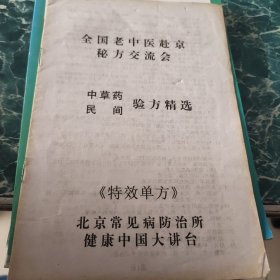 全国老中医赴京
秘方交流会
中草药
民间
验方精选
《特效单方》
北京常见病防治所
健康中国大讲台